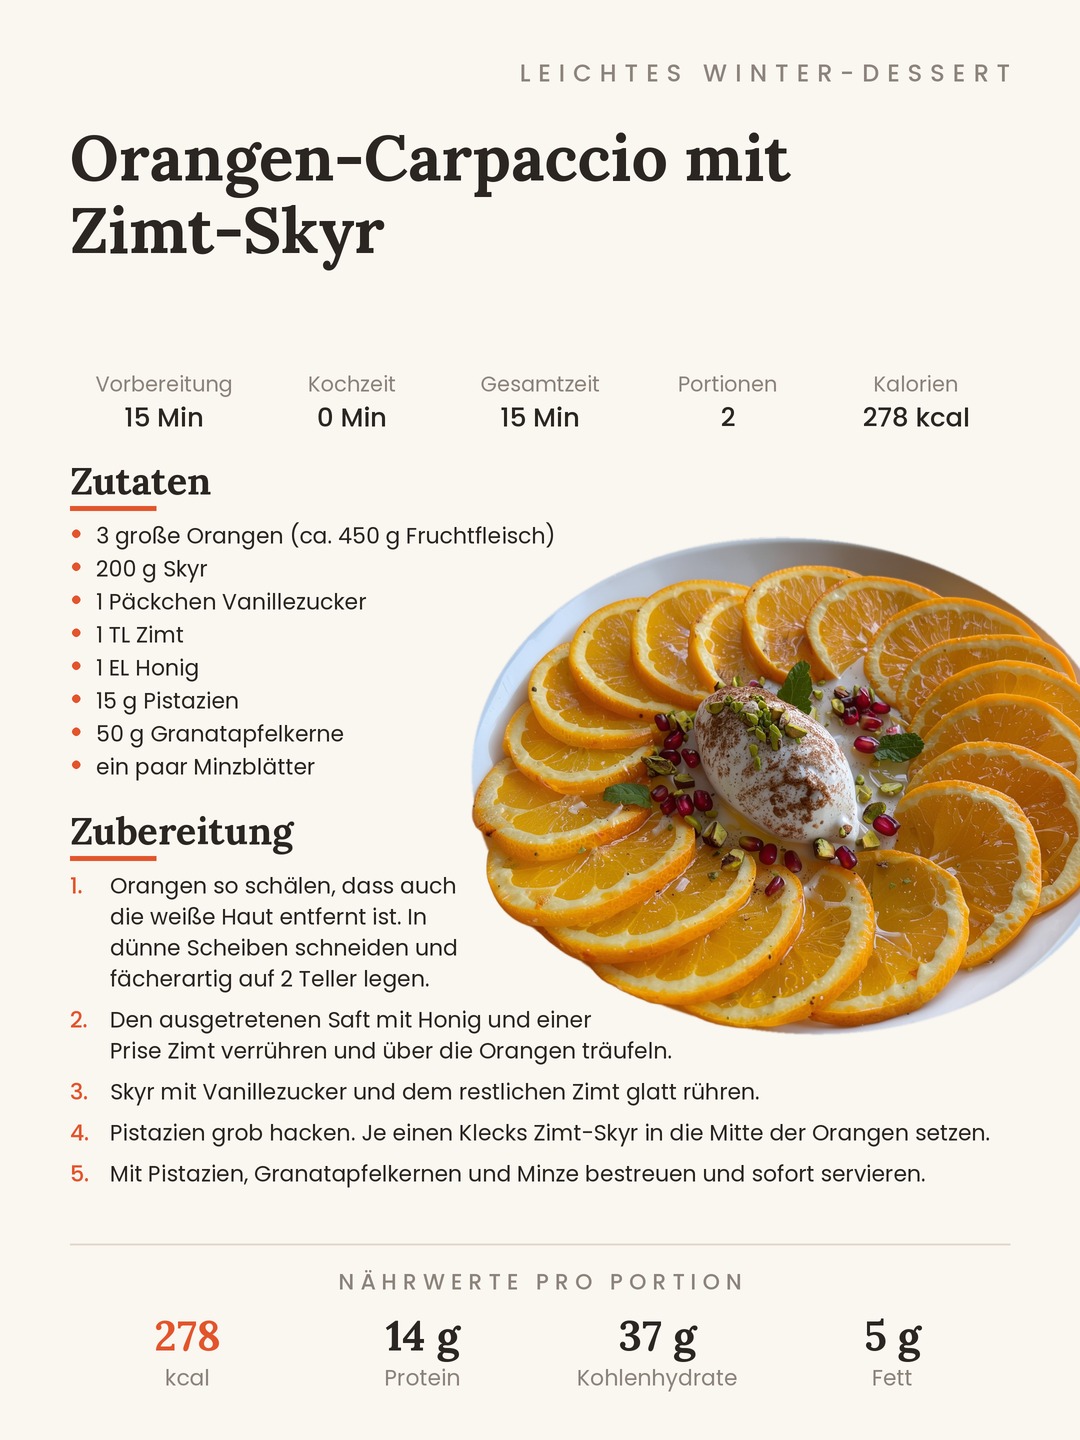 LEICHTES WINTER-DESSERT
Orangen-Carpaccio mit
Zimt-Skyr
Vorbereitung
15 Min
Kochzeit
0 Min
Gesamtzeit
15 Min
Portionen
2
Kalorien
278 kcal
Zutaten
• 3 große Orangen (ca. 450 g Fruchtfleisch)
• 200 g Skyr
• 1 Päckchen Vanillezucker
• 1 TL Zimt
• 1 EL Honig
• 15 g Pistazien
• 50 g Granatapfelkerne
• ein paar Minzblätter
Zubereitung
1. Orangen so schälen, dass auch
die weiße Haut entfernt ist. In
dünne Scheiben schneiden und
fächerartig auf 2 Teller legen.
2. Den ausgetretenen Saft mit Honig und einer
Prise Zimt verrühren und über die Orangen träufeln.
3. Skyr mit Vanillezucker und dem restlichen Zimt glatt rühren.
4. Pistazien grob hacken. Je einen Klecks Zimt-Skyr in die Mitte der Orangen setzen.
5. Mit Pistazien, Granatapfelkernen und Minze bestreuen und sofort servieren.
NÄHRWERTE PRO PORTION
278
kcal
14 g
Protein
37 g
Kohlenhydrate
5 g
Fett